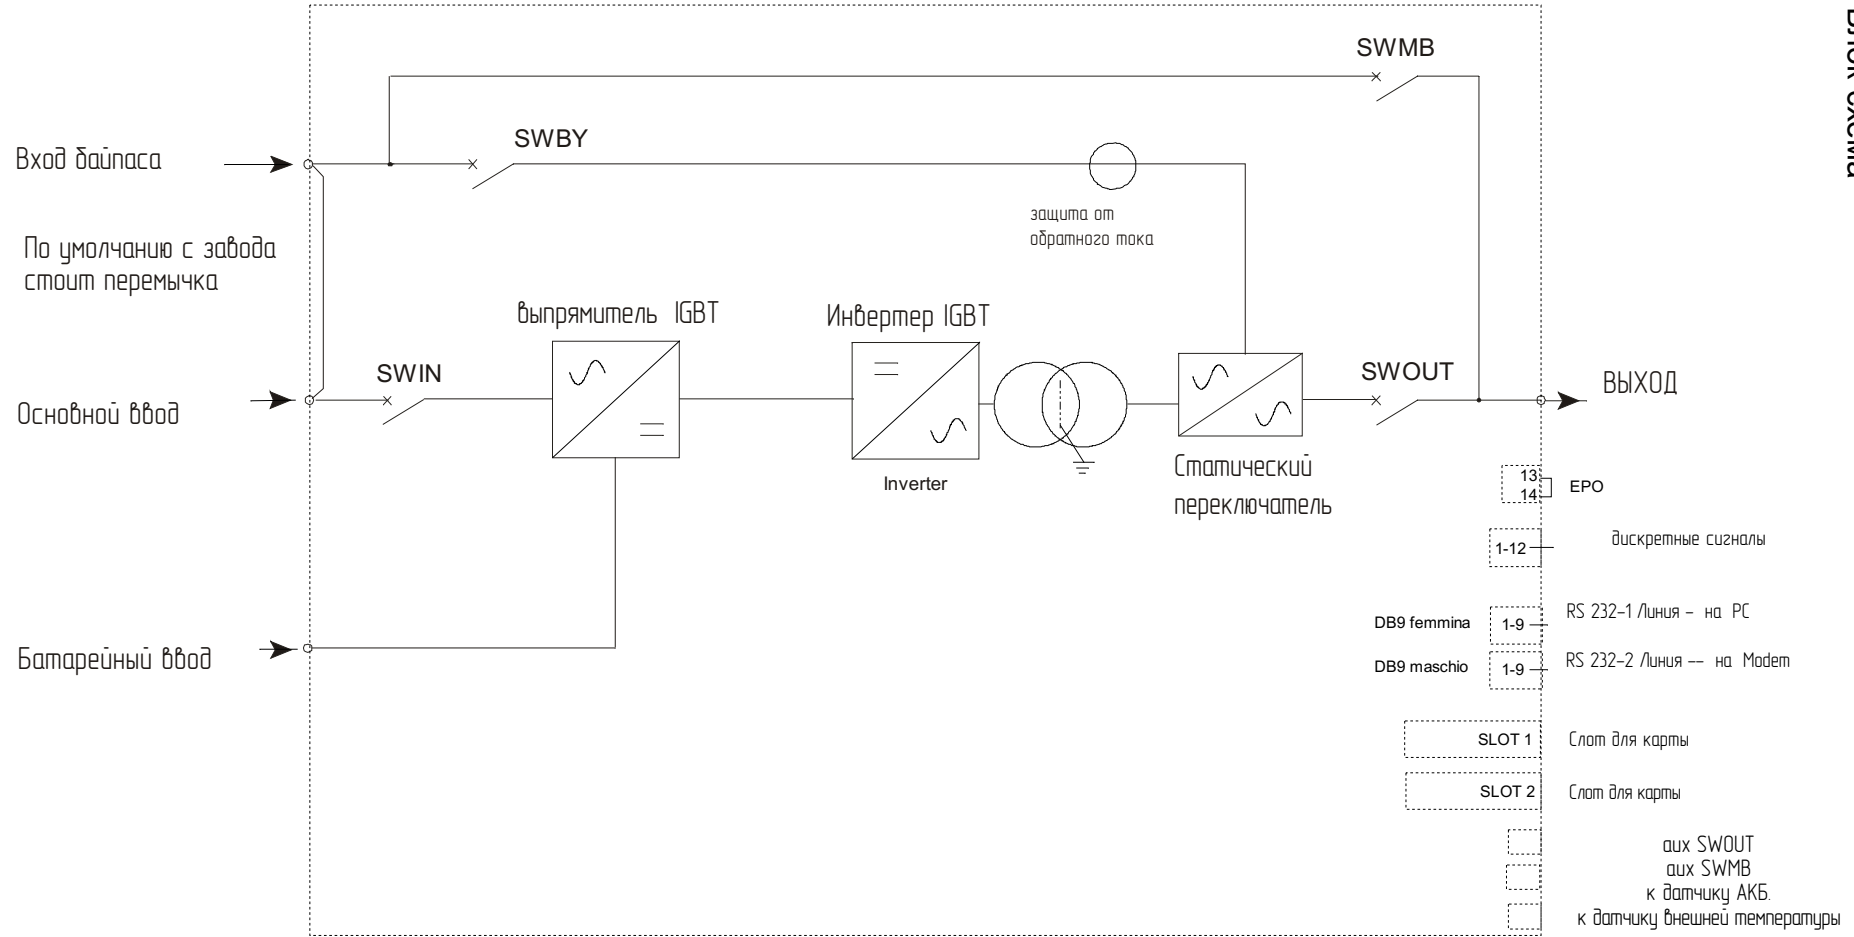 Блок схема
SWMB
SWBY
Вход байпаса
защита от
обратного тока
По умолчанию с завода
стоит перемычка
выпрямитель IGBT
Инвертер IGBT
SWIN
SWOUT
ВЫХОД
Основной ввод
Inverter
Статический
переключатель
13
14
EPO
1-12
дискретные сигналы
DB9 femmina
1-9
RS 232-1 Линия - на PC
DB9 maschio
1-9
RS 232-2 Линия -- на Modem
Батарейный ввод
SLOT 1
Слот для карты
SLOT 2
Слот для карты
aux SWOUT
aux SWMB
к датчику АКБ.
к датчику внешней температуры